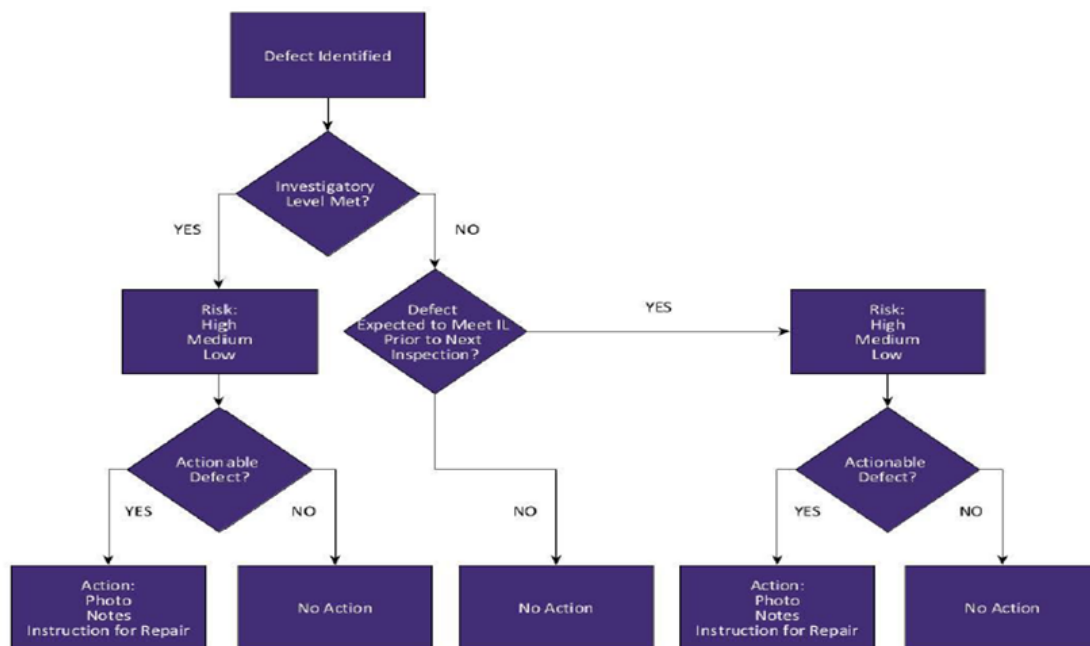 Defect Identified
Investigatory
Level Met?
YES
NO
Risk:
High
Medium
Low
Defect
Expected to Meet IL
Prior to Next
Inspection?
YES
Risk:
High
Medium
Low
Actionable
Defect?
YES
NO
NO
Actionable
Defect?
YES
NO
Action:
Photo
Notes
Instruction for Repair
No Action
No Action
Action:
Photo
Notes
Instruction for Repair
No Action